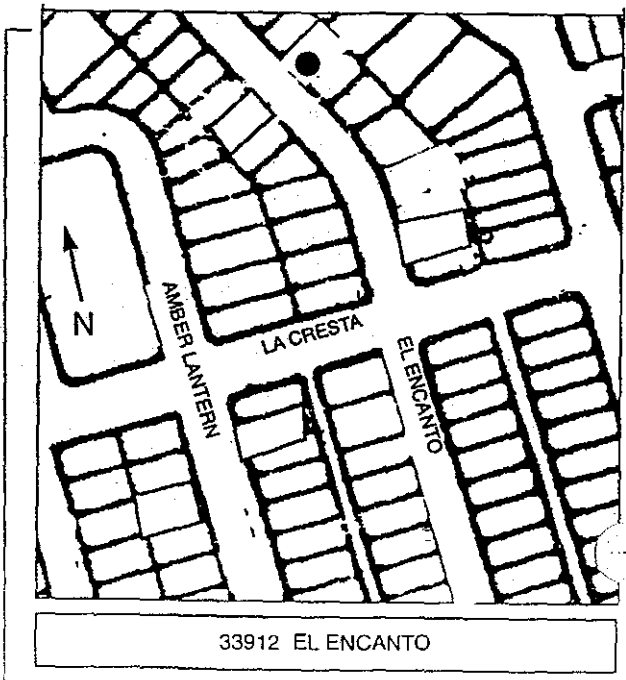 N
AMBER LANTERN
LA CRESTA
EL ENCANTO
33912 EL ENCANTO